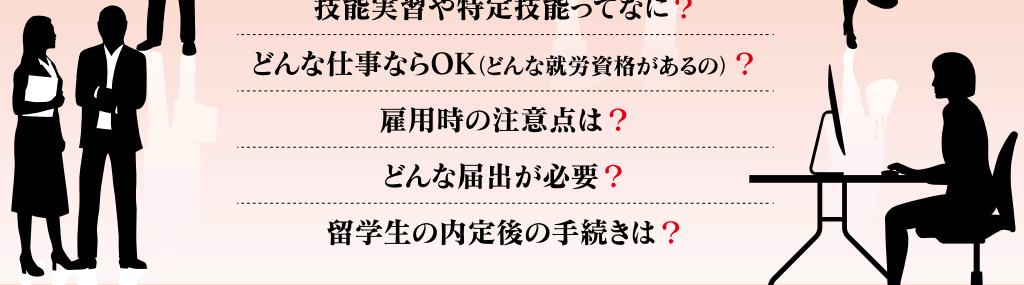 技能実習や特定技能ってなに？
どんな仕事ならOK（どんな就労資格があるの）？
雇用時の注意点は？
どんな届出が必要？
留学生の内定後の手続きは？